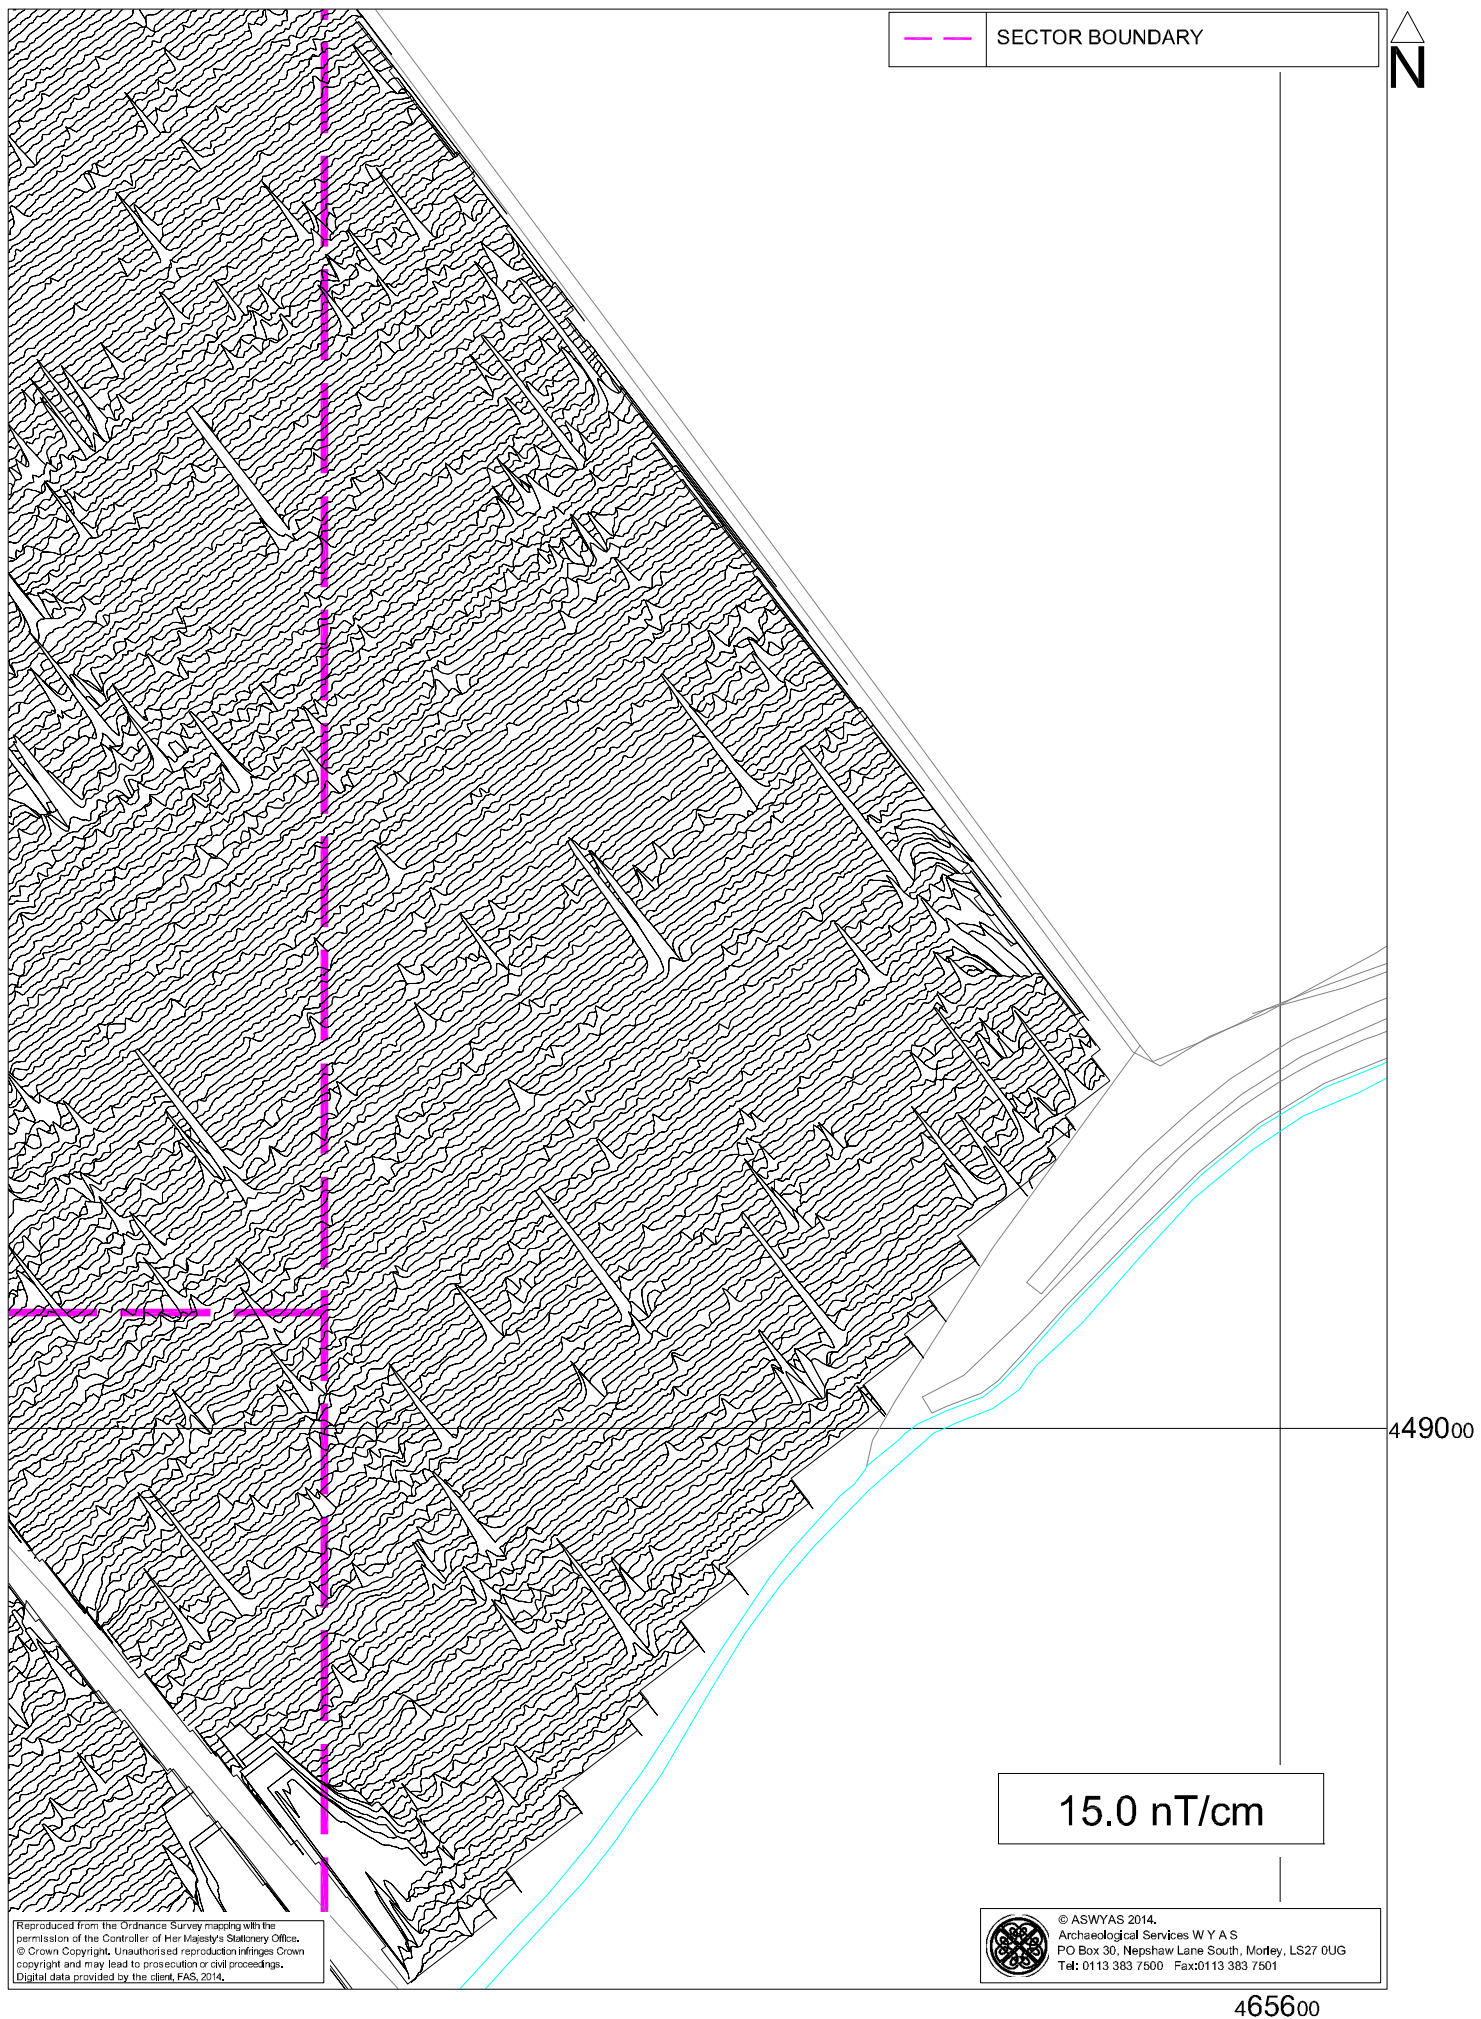 SECTOR BOUNDARY
N
449000
15.0 nT/cm
Reproduced from the Ordnance Survey mapping with the
permission of the Controller of Her Majesty's Stationery Office.
© Crown Copyright. Unauthorised reproduction infringes Crown
copyright and may lead to prosecution or civil proceedings.
Digital data provided by the client, FAS, 2014.
© ASWYAS 2014.
Archaeological Services W Y A S
PO Box 30, Nepshaw Lane South, Morley, LS27 0UG
Tel: 0113 383 7500 Fax:0113 383 7501
465600